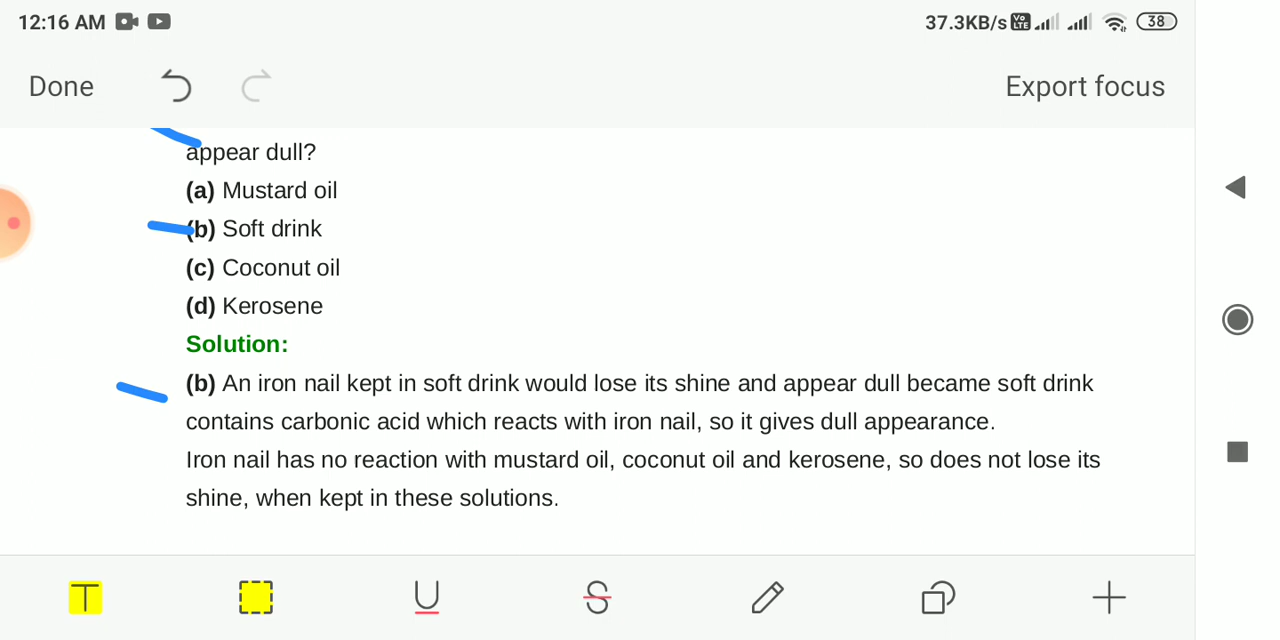 12:16 AM 37.3KB/s Vo LTE 38
Done Export focus
appear dull?
(a) Mustard oil
(b) Soft drink
(c) Coconut oil
(d) Kerosene
Solution:
(b) An iron nail kept in soft drink would lose its shine and appear dull became soft drink
contains carbonic acid which reacts with iron nail, so it gives dull appearance.
Iron nail has no reaction with mustard oil, coconut oil and kerosene, so does not lose its
shine, when kept in these solutions.
T U S